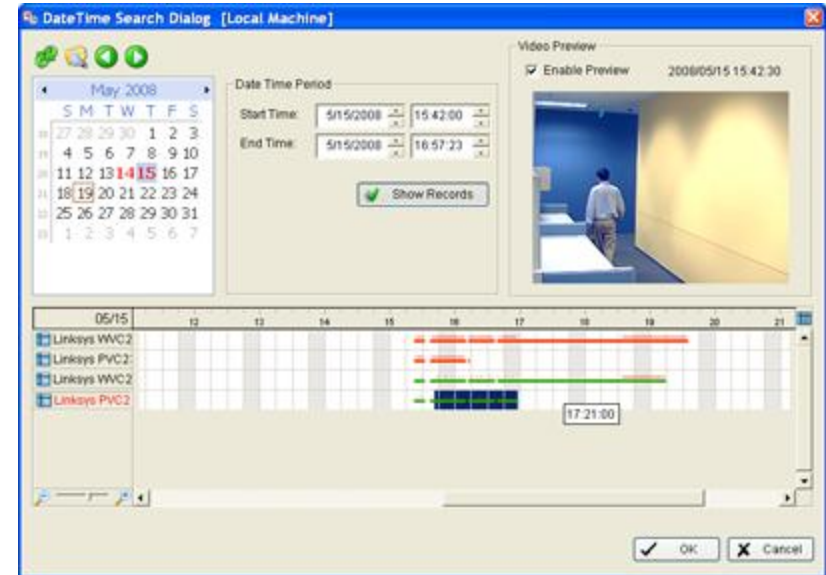 DateTime Search Dialog [Local Machine]
Video Preview
Enable Preview 2008/05/15 15:42:30
May 2008
S M T W T F S
27 28 29 30 1 2 3
4 5 6 7 8 9 10
11 12 13 14 15 16 17
18 19 20 21 22 23 24
25 26 27 28 29 30 31
1 2 3 4 5 6 7
Date Time Period
Start Time: 5/15/2008 15:42:00
End Time: 5/15/2008 16:57:23
Show Records
05/15 12 13 14 15 16 17 18 19 20 21
Linksys WVC2
Linksys PVC2
Linksys WVC2
Linksys PVC2
17:21:00
OK Cancel